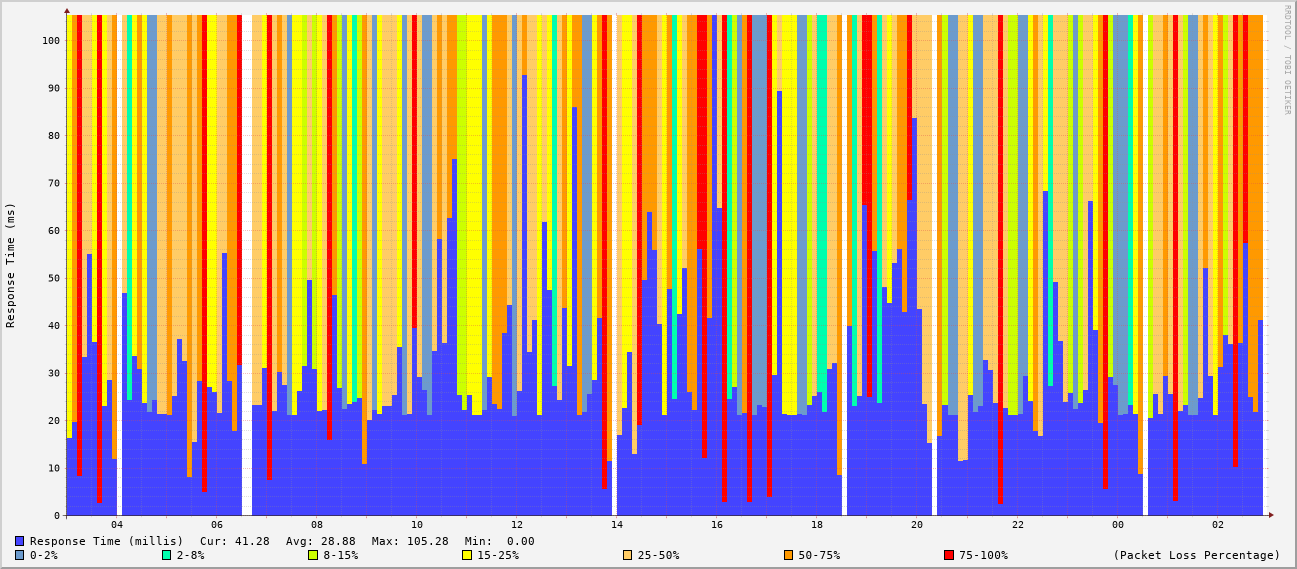 RRDTOOL / TOBI OETIKER
Response Time (ms)
100
90
80
70
60
50
40
30
20
10
0
04 06 08 10 12 14 16 18 20 22 00 02
Response Time (millis) Cur: 41.28 Avg: 28.88 Max: 105.28 Min: 0.00
0-2% 2-8% 8-15% 15-25% 25-50% 50-75% 75-100% (Packet Loss Percentage)